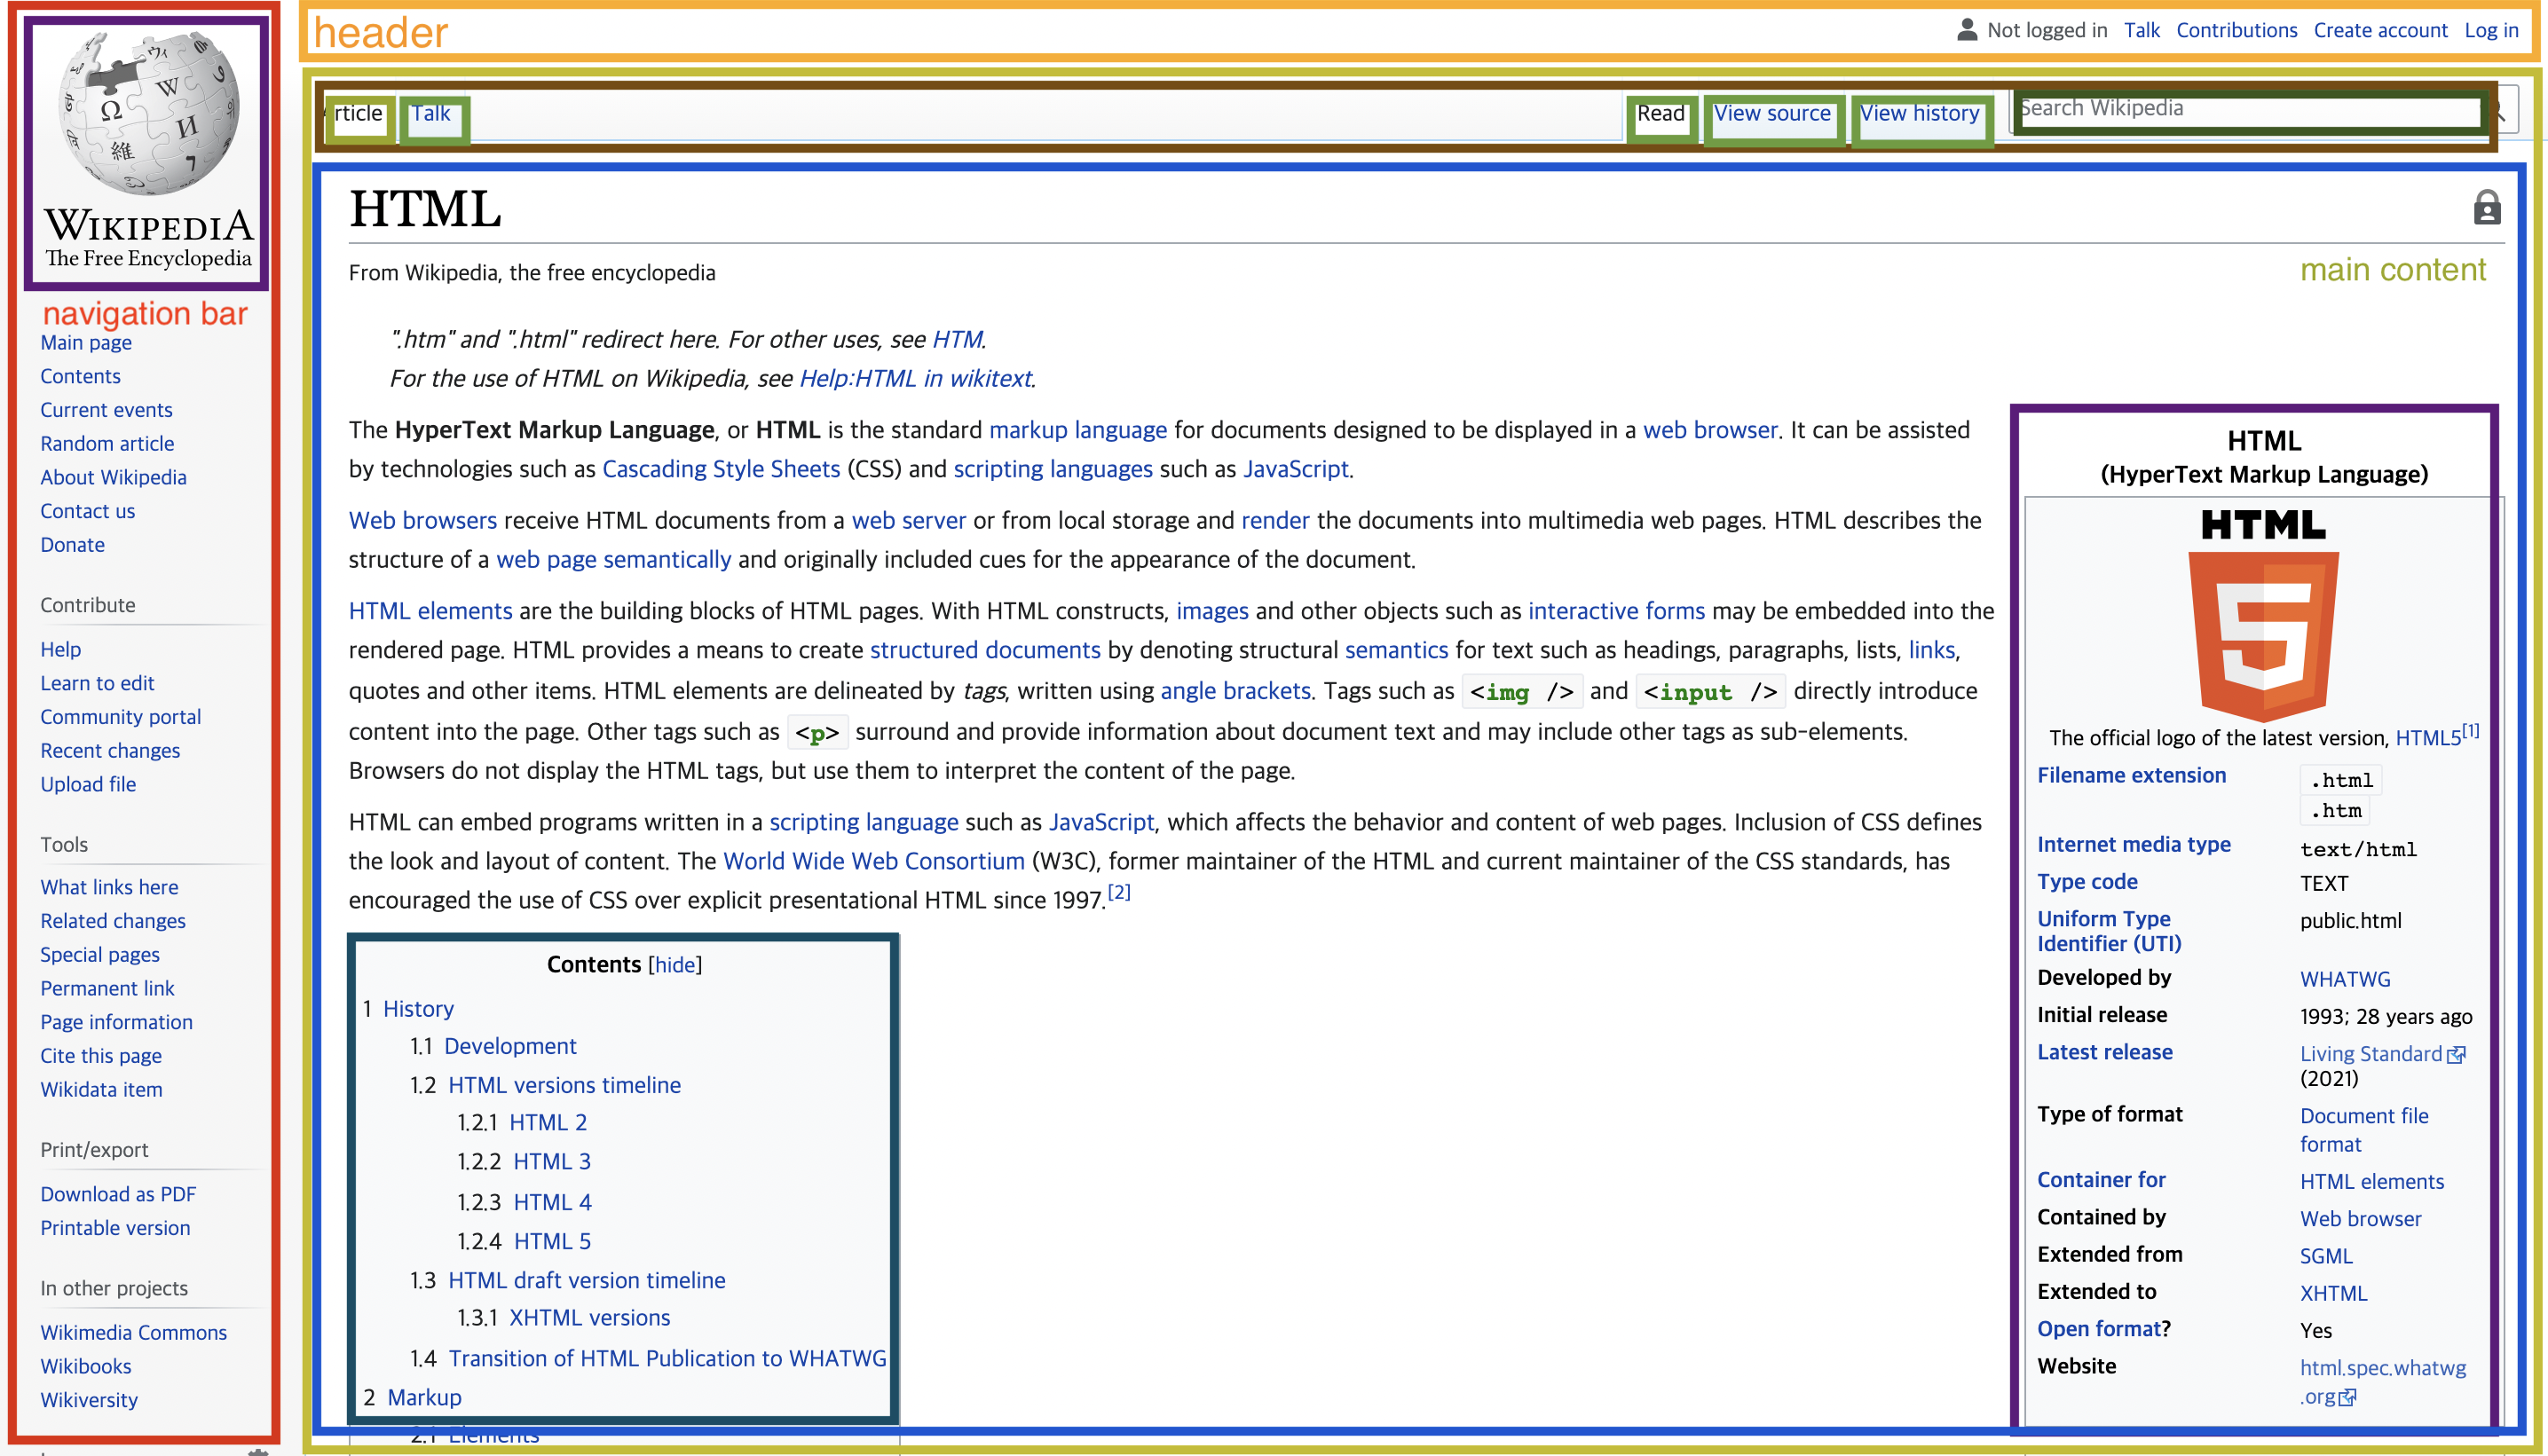 WIKIPEDIA
The Free Encyclopedia
navigation bar
Main page
Contents
Current events
Random article
About Wikipedia
Contact us
Donate
Contribute
Help
Learn to edit
Community portal
Recent changes
Upload file
Tools
What links here
Related changes
Special pages
Permanent link
Page information
Cite this page
Wikidata item
Print/export
Download as PDF
Printable version
In other projects
Wikimedia Commons
Wikibooks
Wikiversity
header
Not logged in Talk Contributions Create account Log in
rticle Talk Read View source View history Search Wikipedia
HTML
From Wikipedia, the free encyclopedia
main content
".htm" and ".html" redirect here. For other uses, see HTM.
For the use of HTML on Wikipedia, see Help:HTML in wikitext.
The HyperText Markup Language, or HTML is the standard markup language for documents designed to be displayed in a web browser. It can be assisted
by technologies such as Cascading Style Sheets (CSS) and scripting languages such as JavaScript.
Web browsers receive HTML documents from a web server or from local storage and render the documents into multimedia web pages. HTML describes the
structure of a web page semantically and originally included cues for the appearance of the document.
HTML elements are the building blocks of HTML pages. With HTML constructs, images and other objects such as interactive forms may be embedded into the
rendered page. HTML provides a means to create structured documents by denoting structural semantics for text such as headings, paragraphs, lists, links,
quotes and other items. HTML elements are delineated by tags, written using angle brackets. Tags such as <img /> and <input /> directly introduce
content into the page. Other tags such as <p> surround and provide information about document text and may include other tags as sub-elements.
Browsers do not display the HTML tags, but use them to interpret the content of the page.
HTML can embed programs written in a scripting language such as JavaScript, which affects the behavior and content of web pages. Inclusion of CSS defines
the look and layout of content. The World Wide Web Consortium (W3C), former maintainer of the HTML and current maintainer of the CSS standards, has
encouraged the use of CSS over explicit presentational HTML since 1997.[2]
Contents [hide]
1 History
1.1 Development
1.2 HTML versions timeline
1.2.1 HTML 2
1.2.2 HTML 3
1.2.3 HTML 4
1.2.4 HTML 5
1.3 HTML draft version timeline
1.3.1 XHTML versions
1.4 Transition of HTML Publication to WHATWG
2 Markup
2.1 Elements
HTML
(HyperText Markup Language)
HTML
5
The official logo of the latest version, HTML5[1]
Filename extension .html
.htm
Internet media type text/html
Type code TEXT
Uniform Type public.html
Identifier (UTI)
Developed by WHATWG
Initial release 1993; 28 years ago
Latest release Living Standard
(2021)
Type of format Document file
format
Container for HTML elements
Contained by Web browser
Extended from SGML
Extended to XHTML
Open format? Yes
Website html.spec.whatwg
.org